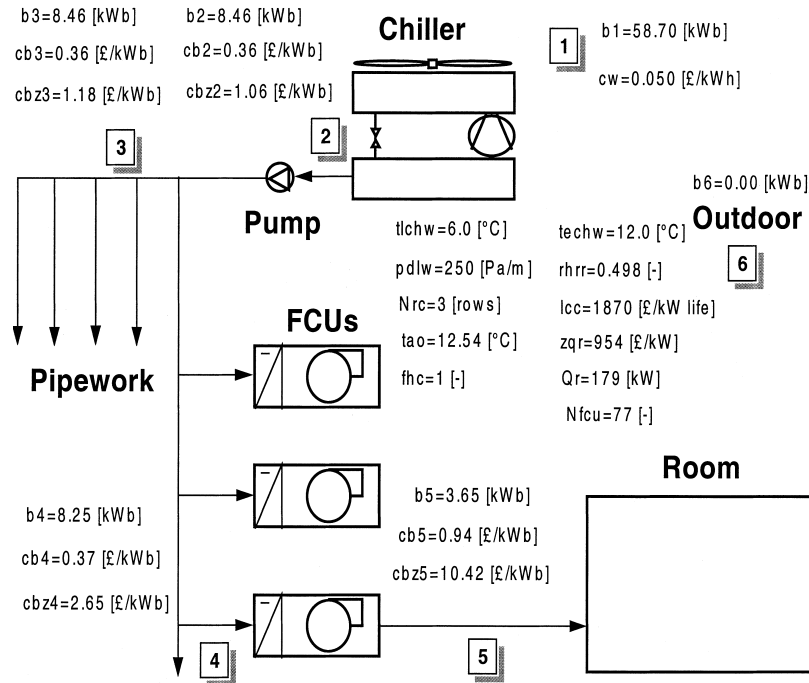 b3=8.46 [kWb]
cb3=0.36 [£/kWb]
cbz3=1.18 [£/kWb]
3
b2=8.46 [kWb]
cb2=0.36 [£/kWb]
cbz2=1.06 [£/kWb]
2
Chiller
1
b1=58.70 [kWb]
cw=0.050 [£/kWh]
Pump
b6=0.00 [kWb]
Outdoor
6
tlchw=6.0 [°C]
pdlw=250 [Pa/m]
Nrc=3 [rows]
tao=12.54 [°C]
fhc=1 [-]
techw=12.0 [°C]
rhrr=0.498 [-]
lcc=1870 [£/kW life]
zqr=954 [£/kW]
Qr=179 [kW]
Nfcu=77 [-]
FCUs
Pipework
Room
b4=8.25 [kWb]
cb4=0.37 [£/kWb]
cbz4=2.65 [£/kWb]
4
b5=3.65 [kWb]
cb5=0.94 [£/kWb]
cbz5=10.42 [£/kWb]
5